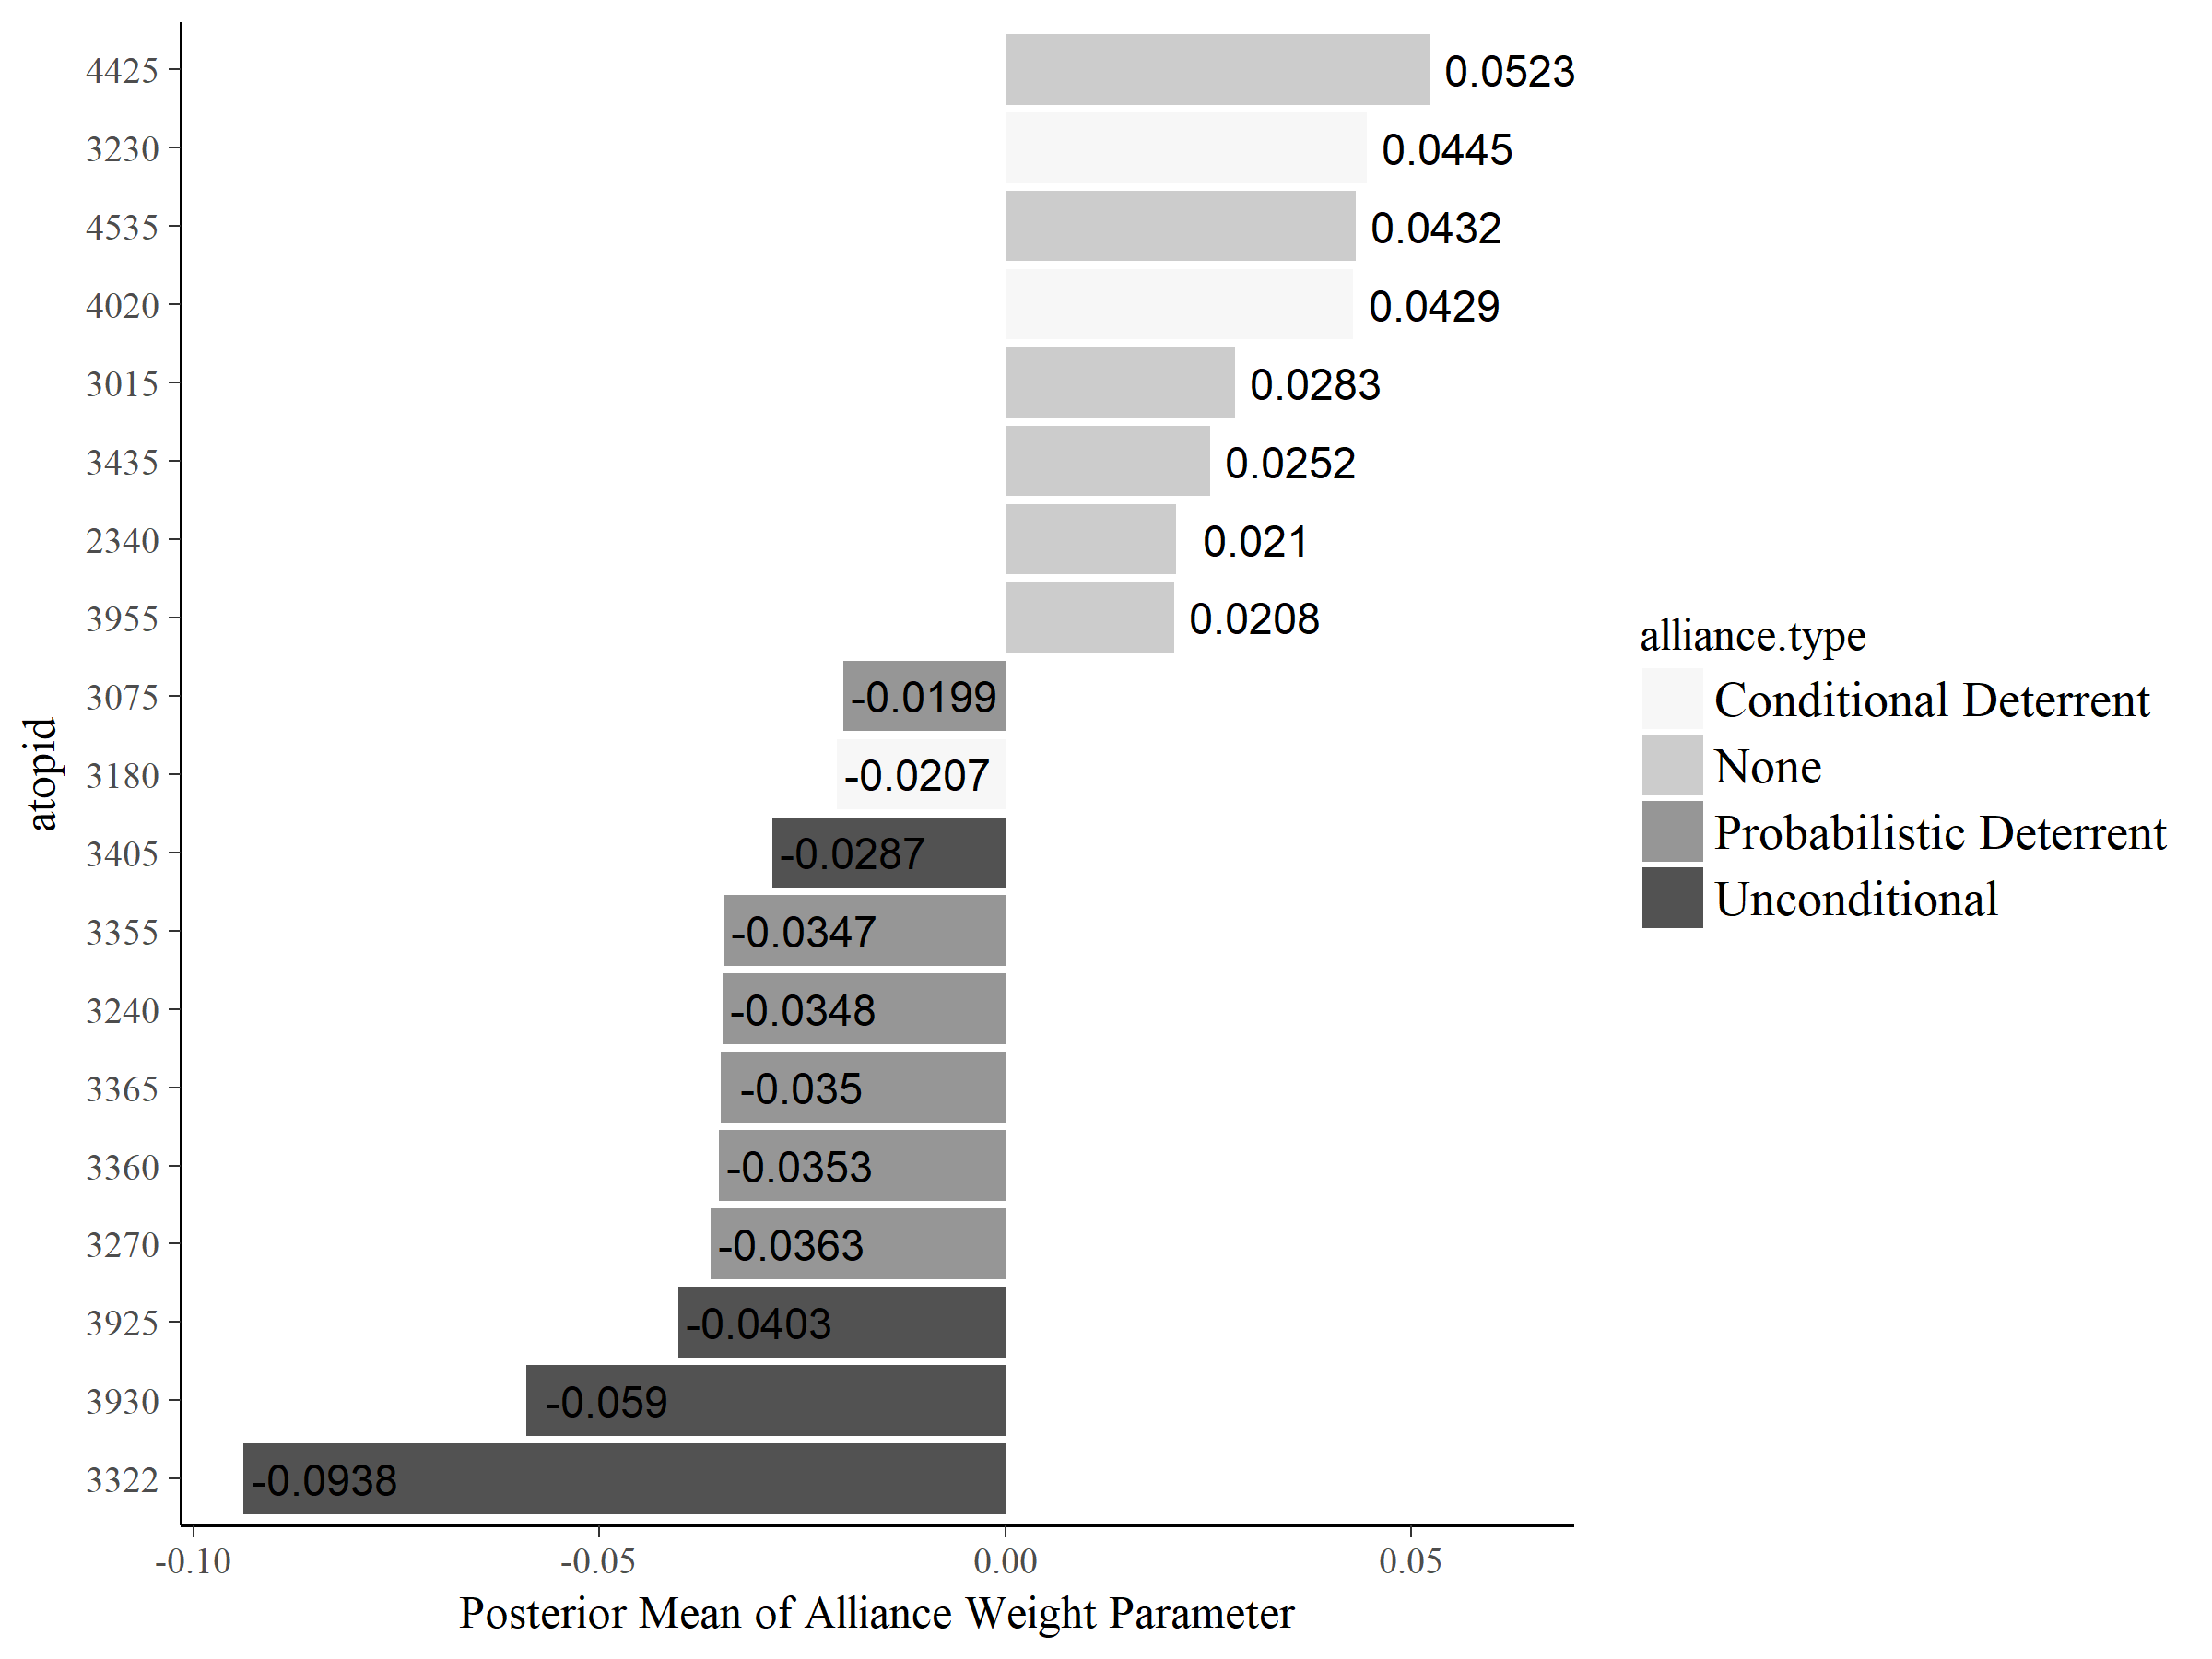 4425 0.0523
3230 0.0445
4535 0.0432
4020 0.0429
3015 0.0283
3435 0.0252
2340 0.021
3955 0.0208
3075 -0.0199
3180 -0.0207
3405 -0.0287
3355 -0.0347
3240 -0.0348
3365 -0.035
3360 -0.0353
3270 -0.0363
3925 -0.0403
3930 -0.059
3322 -0.0938
atopid
-0.10 -0.05 0.00 0.05
Posterior Mean of Alliance Weight Parameter
alliance.type
Conditional Deterrent
None
Probabilistic Deterrent
Unconditional